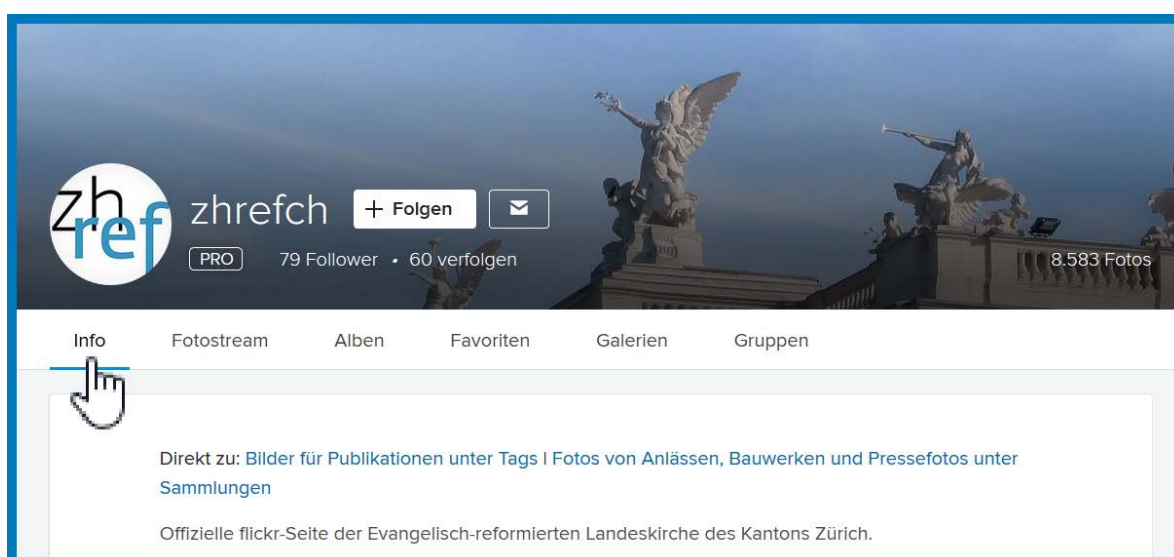 zh
ref
zhrefch + Folgen
PRO 79 Follower • 60 verfolgen 8.583 Fotos
Info Fotostream Alben Favoriten Galerien Gruppen
Direkt zu: Bilder für Publikationen unter Tags | Fotos von Anlässen, Bauwerken und Pressefotos unter
Sammlungen
Offizielle flickr-Seite der Evangelisch-reformierten Landeskirche des Kantons Zürich.